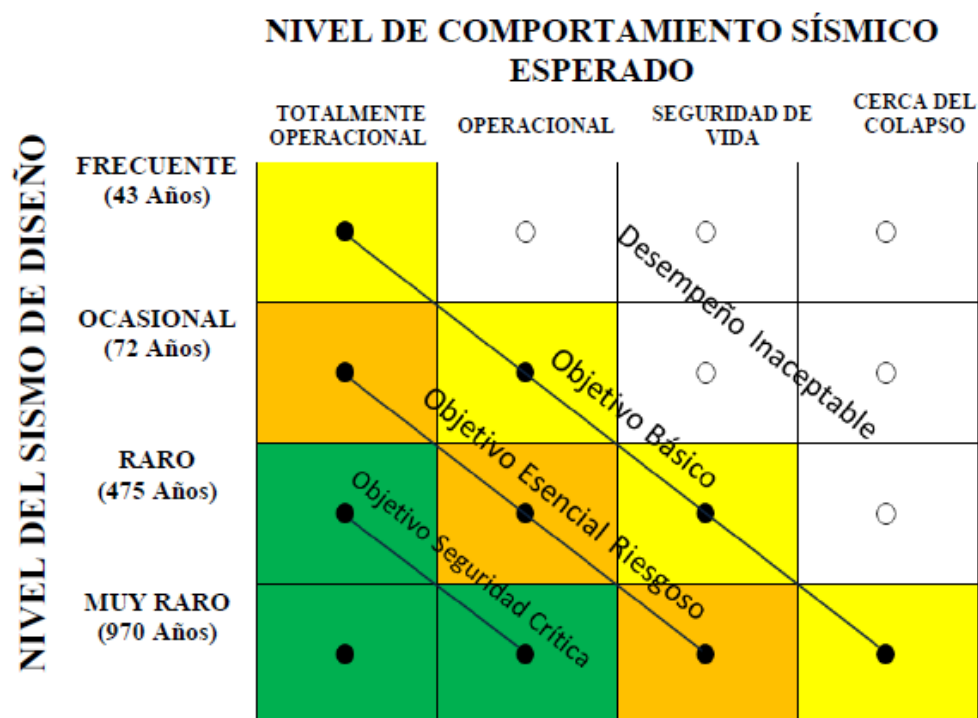 NIVEL DE COMPORTAMIENTO SÍSMICO
ESPERADO
TOTALMENTE
OPERACIONAL
OPERACIONAL
SEGURIDAD DE
VIDA
CERCA DEL
COLAPSO
NIVEL DEL SISMO DE DISEÑO
FRECUENTE
(43 Años)
OCASIONAL
(72 Años)
RARO
(475 Años)
MUY RARO
(970 Años)
Desempeño Inaceptable
Objetivo Básico
Objetivo Esencial Riesgoso
Objetivo Seguridad Crítica